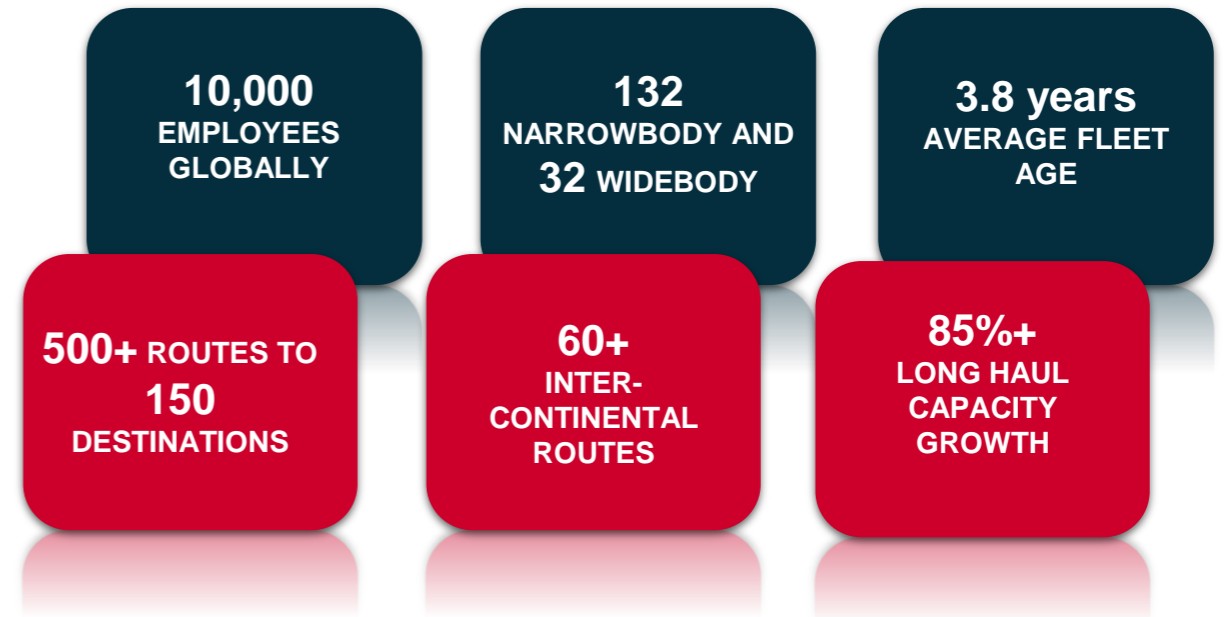 10,000
EMPLOYEES
GLOBALLY
132
NARROWBODY AND
32 WIDEBODY
3.8 years
AVERAGE FLEET
AGE
500+ ROUTES TO
150
DESTINATIONS
60+
INTER-
CONTINENTAL
ROUTES
85%+
LONG HAUL
CAPACITY
GROWTH